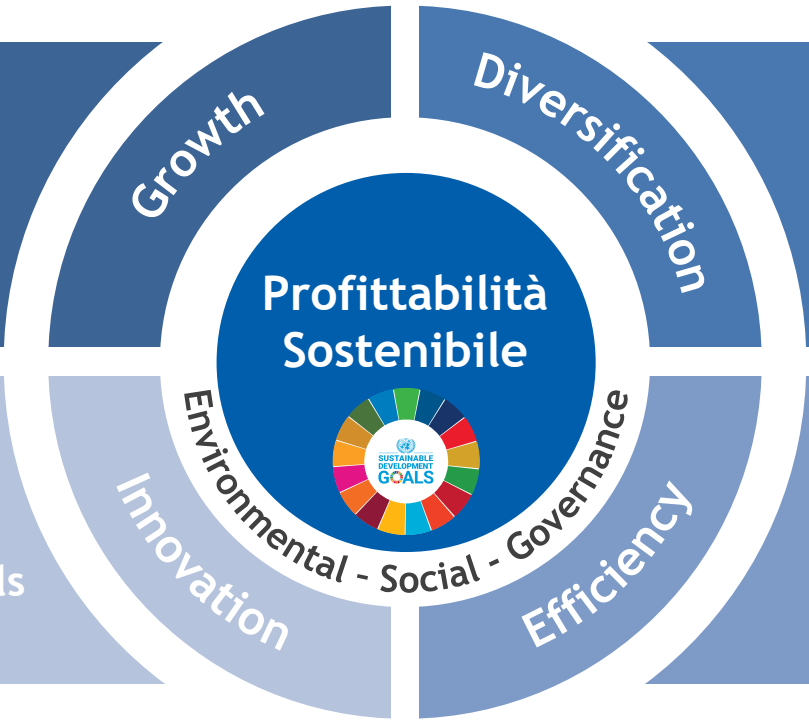 Growth
Diversification
Profittabilità
Sostenibile
SUSTAINABLE
DEVELOPMENT
GOALS
Environmental – Social - Governance
Innovation
Efficiency